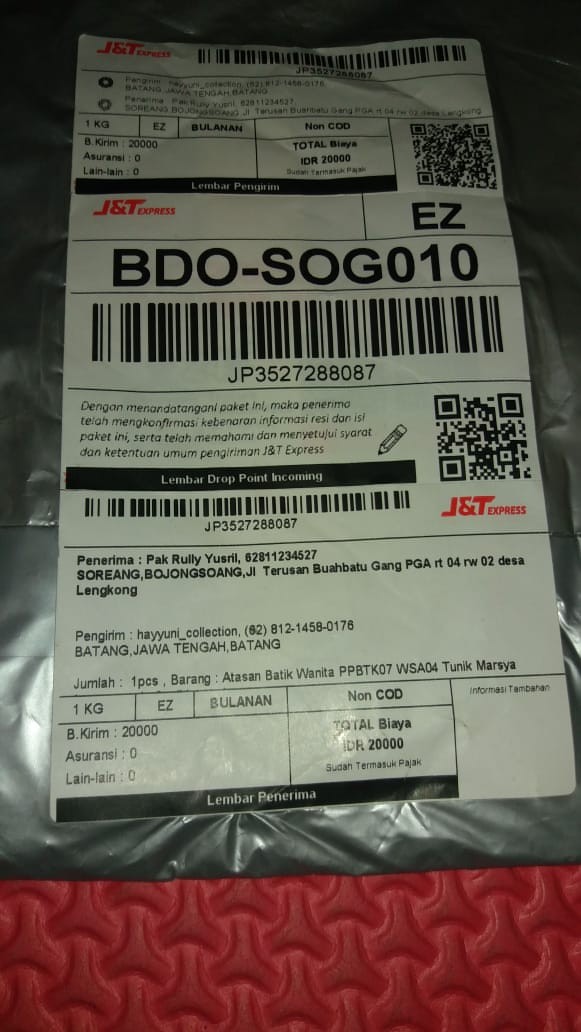 J&T EXPRESS
JP3527288087
Pengirim : hayyuni_collection, (62) 812-1458-0176
BATANG,JAWA TENGAH,BATANG
Penerima : Pak Rully Yusril, 62811234527
SOREANG,BOJONGSOANG,Jl Terusan Buahbatu Gang PGA rt 04 rw 02 desa Lengkong
1 KG EZ BULANAN Non COD
B.Kirim : 20000
Asuransi : 0
Lain-lain : 0
TOTAL Biaya
IDR 20000
Sudah Termasuk Pajak
Lembar Pengirim
J&T EXPRESS
EZ
BDO-SOG010
JP3527288087
Dengan menandatangani paket ini, maka penerima
telah mengkonfirmasi kebenaran informasi resi dan isi
paket ini, serta telah memahami dan menyetujui syarat
dan ketentuan umum pengiriman J&T Express
Lembar Drop Point Incoming
JP3527288087
J&T EXPRESS
Penerima : Pak Rully Yusril, 62811234527
SOREANG,BOJONGSOANG,Jl Terusan Buahbatu Gang PGA rt 04 rw 02 desa
Lengkong
Pengirim : hayyuni_collection, (62) 812-1458-0176
BATANG,JAWA TENGAH,BATANG
Jumlah : 1pcs , Barang : Atasan Batik Wanita PPBTK07 WSA04 Tunik Marsya
1 KG EZ BULANAN Non COD
Informasi Tambahan
B.Kirim : 20000
Asuransi : 0
Lain-lain : 0
TOTAL Biaya
IDR 20000
Sudah Termasuk Pajak
Lembar Penerima